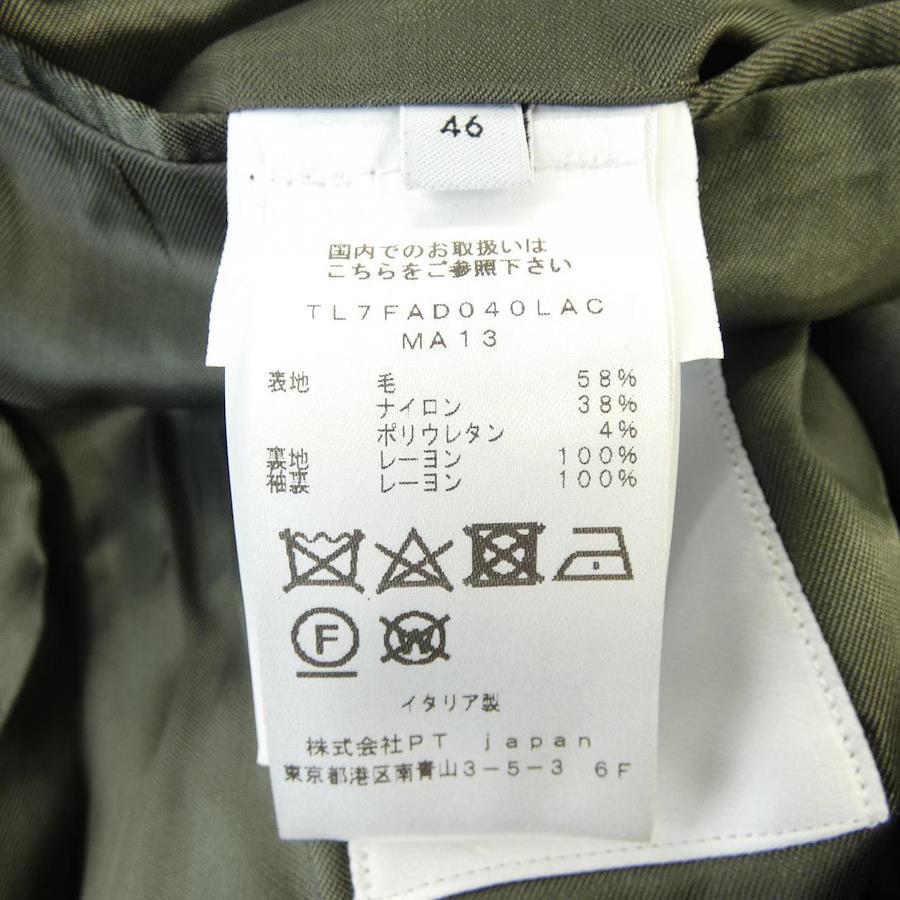 46
国内でのお取扱いは
こちらをご参照下さい
TL7FAD040LAC
MA13
表地 毛 58%
ナイロン 38%
ポリウレタン 4%
裏地 レーヨン 100%
袖裏 レーヨン 100%
F
W
イタリア製
株式会社PT japan
東京都港区南青山3-5-3 6F